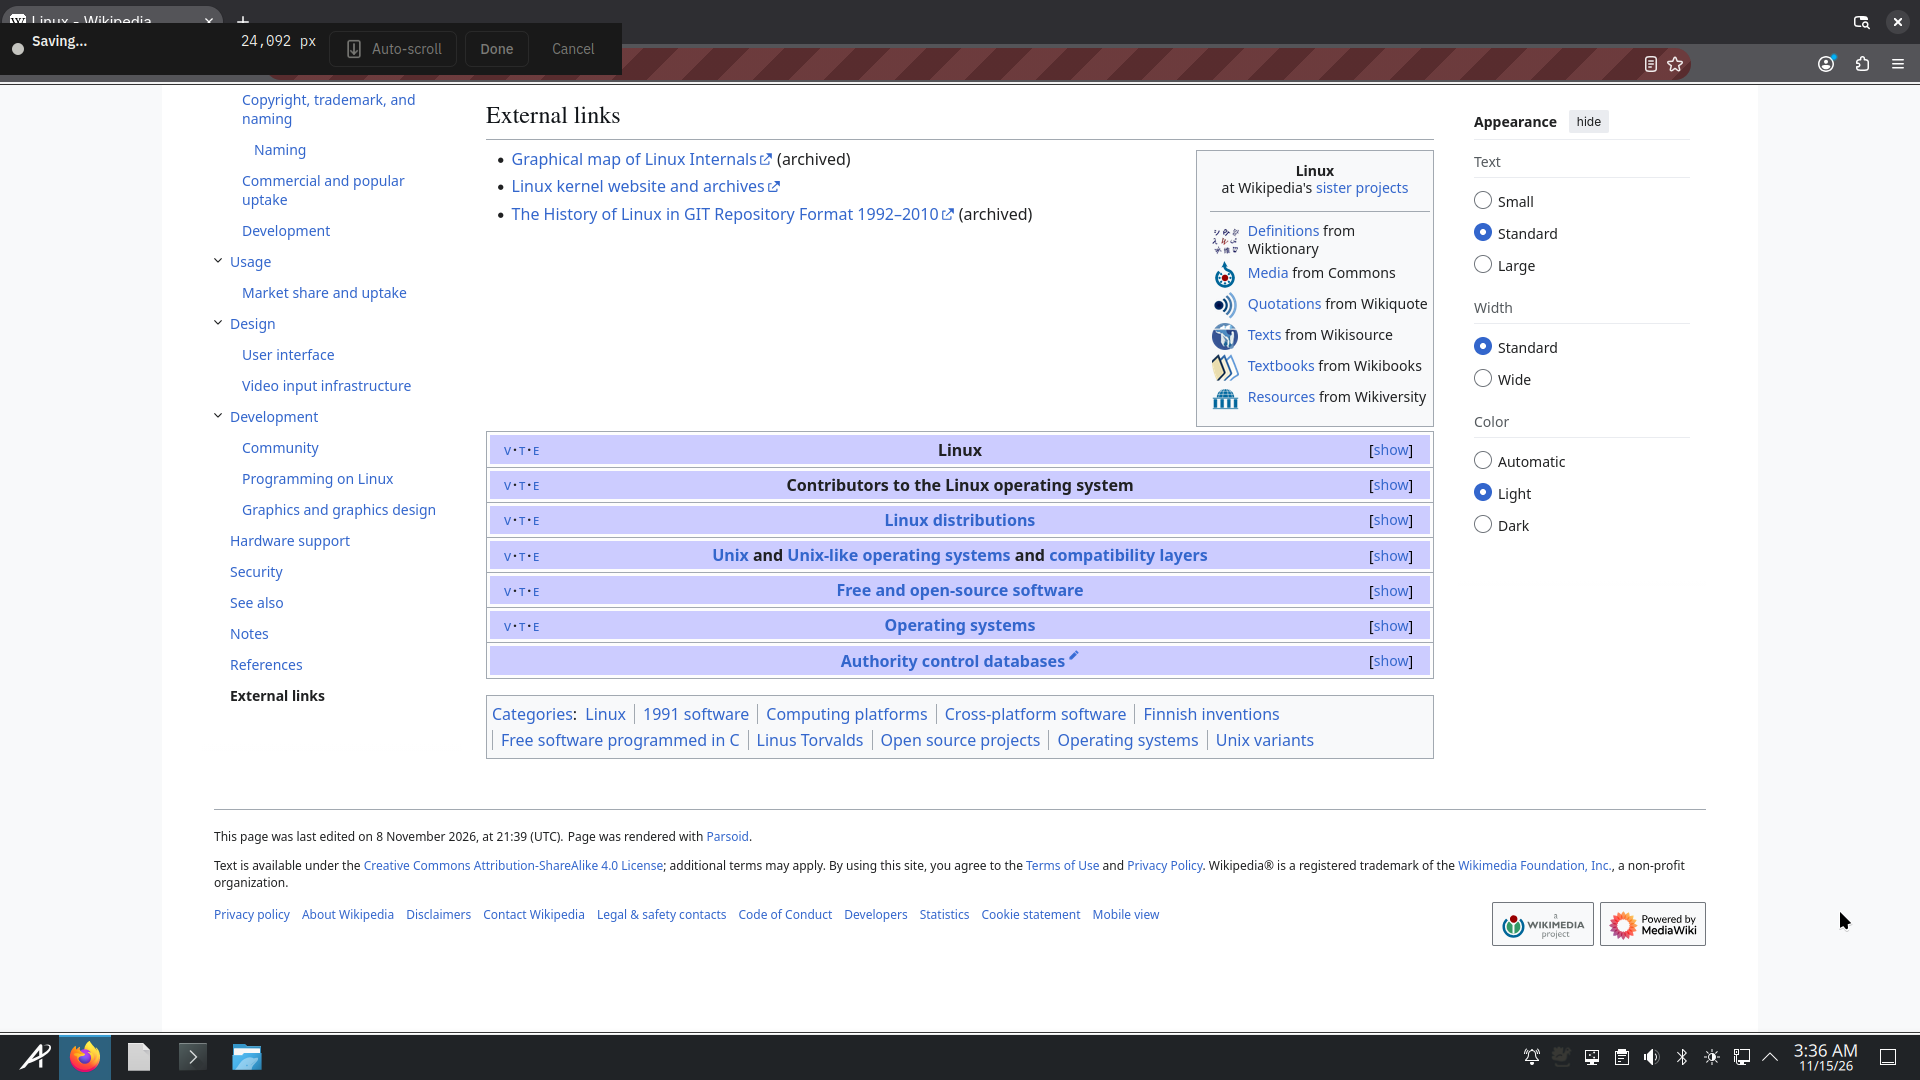 Linux - Wikipedia
Saving...
24,092 px
Auto-scroll
Done
Cancel
Copyright, trademark, and
naming
Naming
Commercial and popular
uptake
Development
Usage
Market share and uptake
Design
User interface
Video input infrastructure
Development
Community
Programming on Linux
Graphics and graphics design
Hardware support
Security
See also
Notes
References
External links
External links
Graphical map of Linux Internals (archived)
Linux kernel website and archives
The History of Linux in GIT Repository Format 1992–2010 (archived)
Linux
at Wikipedia's sister projects
Definitions from
Wiktionary
Media from Commons
Quotations from Wikiquote
Texts from Wikisource
Textbooks from Wikibooks
Resources from Wikiversity
V·T·E Linux [show]
V·T·E Contributors to the Linux operating system [show]
V·T·E Linux distributions [show]
V·T·E Unix and Unix-like operating systems and compatibility layers [show]
V·T·E Free and open-source software [show]
V·T·E Operating systems [show]
Authority control databases [show]
Categories: Linux | 1991 software | Computing platforms | Cross-platform software | Finnish inventions
| Free software programmed in C | Linus Torvalds | Open source projects | Operating systems | Unix variants
Appearance hide
Text
Small
Standard
Large
Width
Standard
Wide
Color
Automatic
Light
Dark
This page was last edited on 8 November 2026, at 21:39 (UTC). Page was rendered with Parsoid.
Text is available under the Creative Commons Attribution-ShareAlike 4.0 License; additional terms may apply. By using this site, you agree to the Terms of Use and Privacy Policy. Wikipedia® is a registered trademark of the Wikimedia Foundation, Inc., a non-profit
organization.
Privacy policy About Wikipedia Disclaimers Contact Wikipedia Legal & safety contacts Code of Conduct Developers Statistics Cookie statement Mobile view
a
WIKIMEDIA
project
Powered by
MediaWiki
3:36 AM
11/15/26